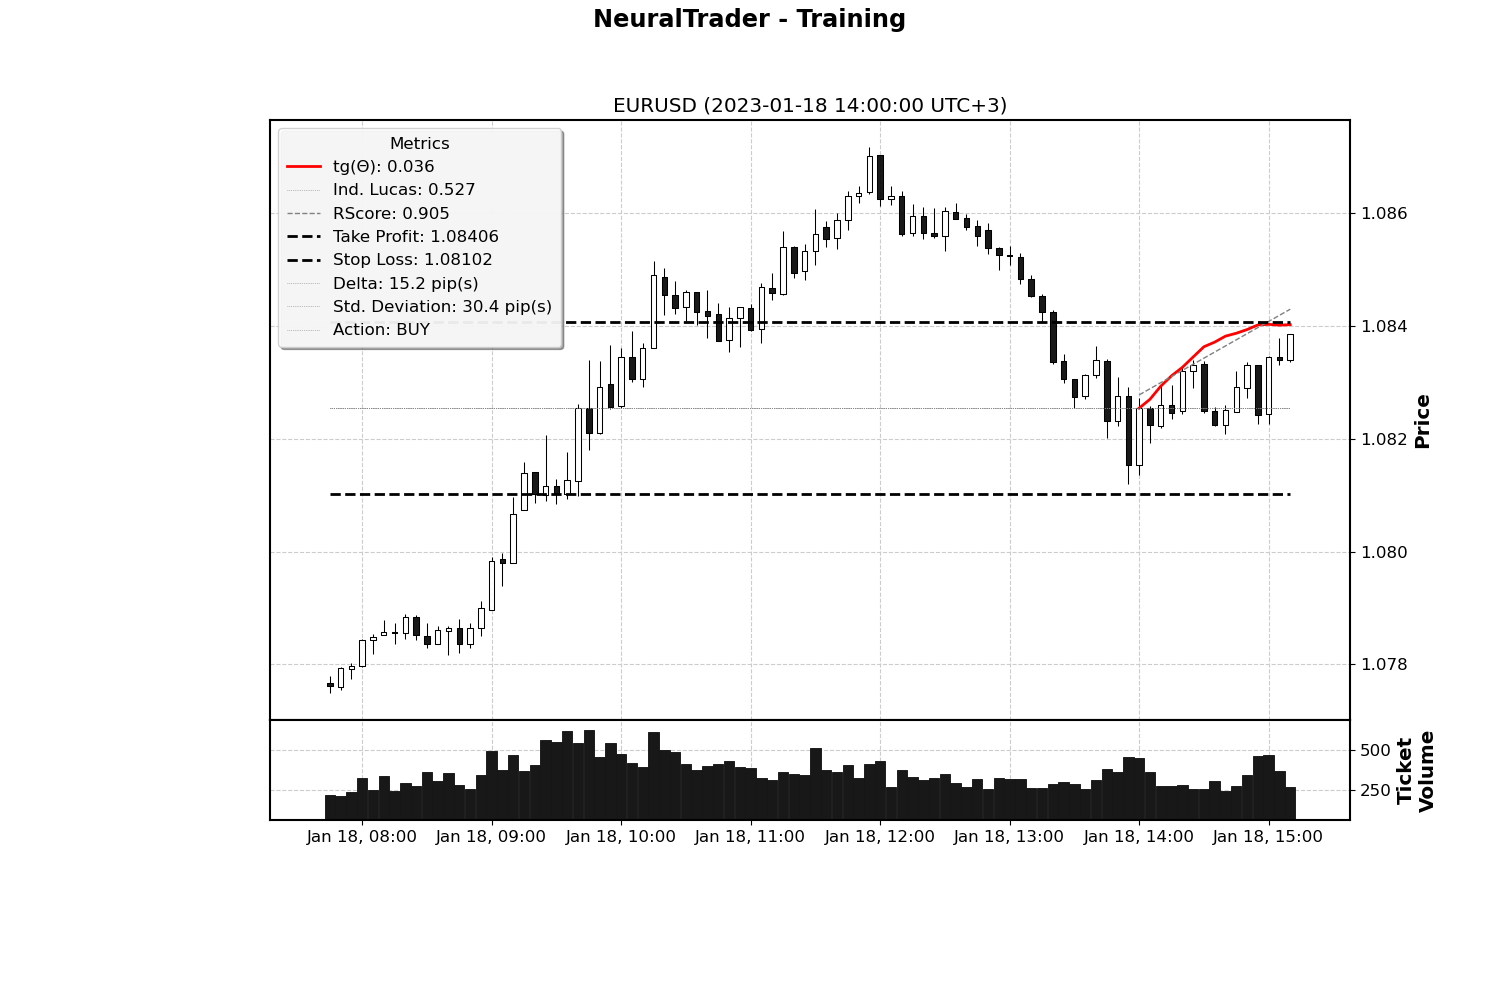 NeuralTrader - Training
EURUSD (2023-01-18 14:00:00 UTC+3)
Metrics
tg(Θ): 0.036
Ind. Lucas: 0.527
RScore: 0.905
Take Profit: 1.08406
Stop Loss: 1.08102
Delta: 15.2 pip(s)
Std. Deviation: 30.4 pip(s)
Action: BUY
1.086
1.084
1.082
1.080
1.078
Price
500
250
Ticket
Volume
Jan 18, 08:00
Jan 18, 09:00
Jan 18, 10:00
Jan 18, 11:00
Jan 18, 12:00
Jan 18, 13:00
Jan 18, 14:00
Jan 18, 15:00